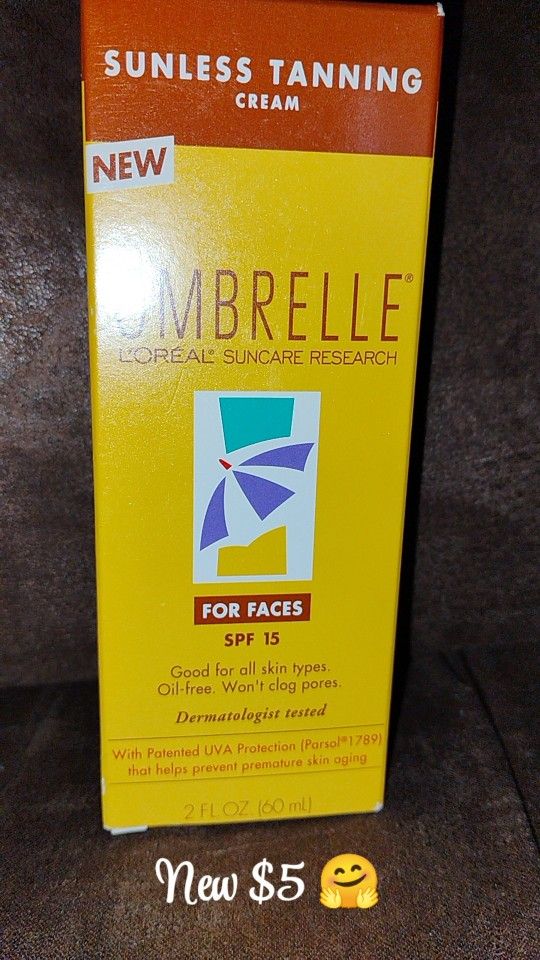 SUNLESS TANNING
CREAM
NEW
OMBRELLE®
L'ORÉAL® SUNCARE RESEARCH
FOR FACES
SPF 15
Good for all skin types.
Oil-free. Won't clog pores.
Dermatologist tested
With Patented UVA Protection (Parsol®1789)
that helps prevent premature skin aging
2 FL. OZ. (60 mL)
New $5 🤗